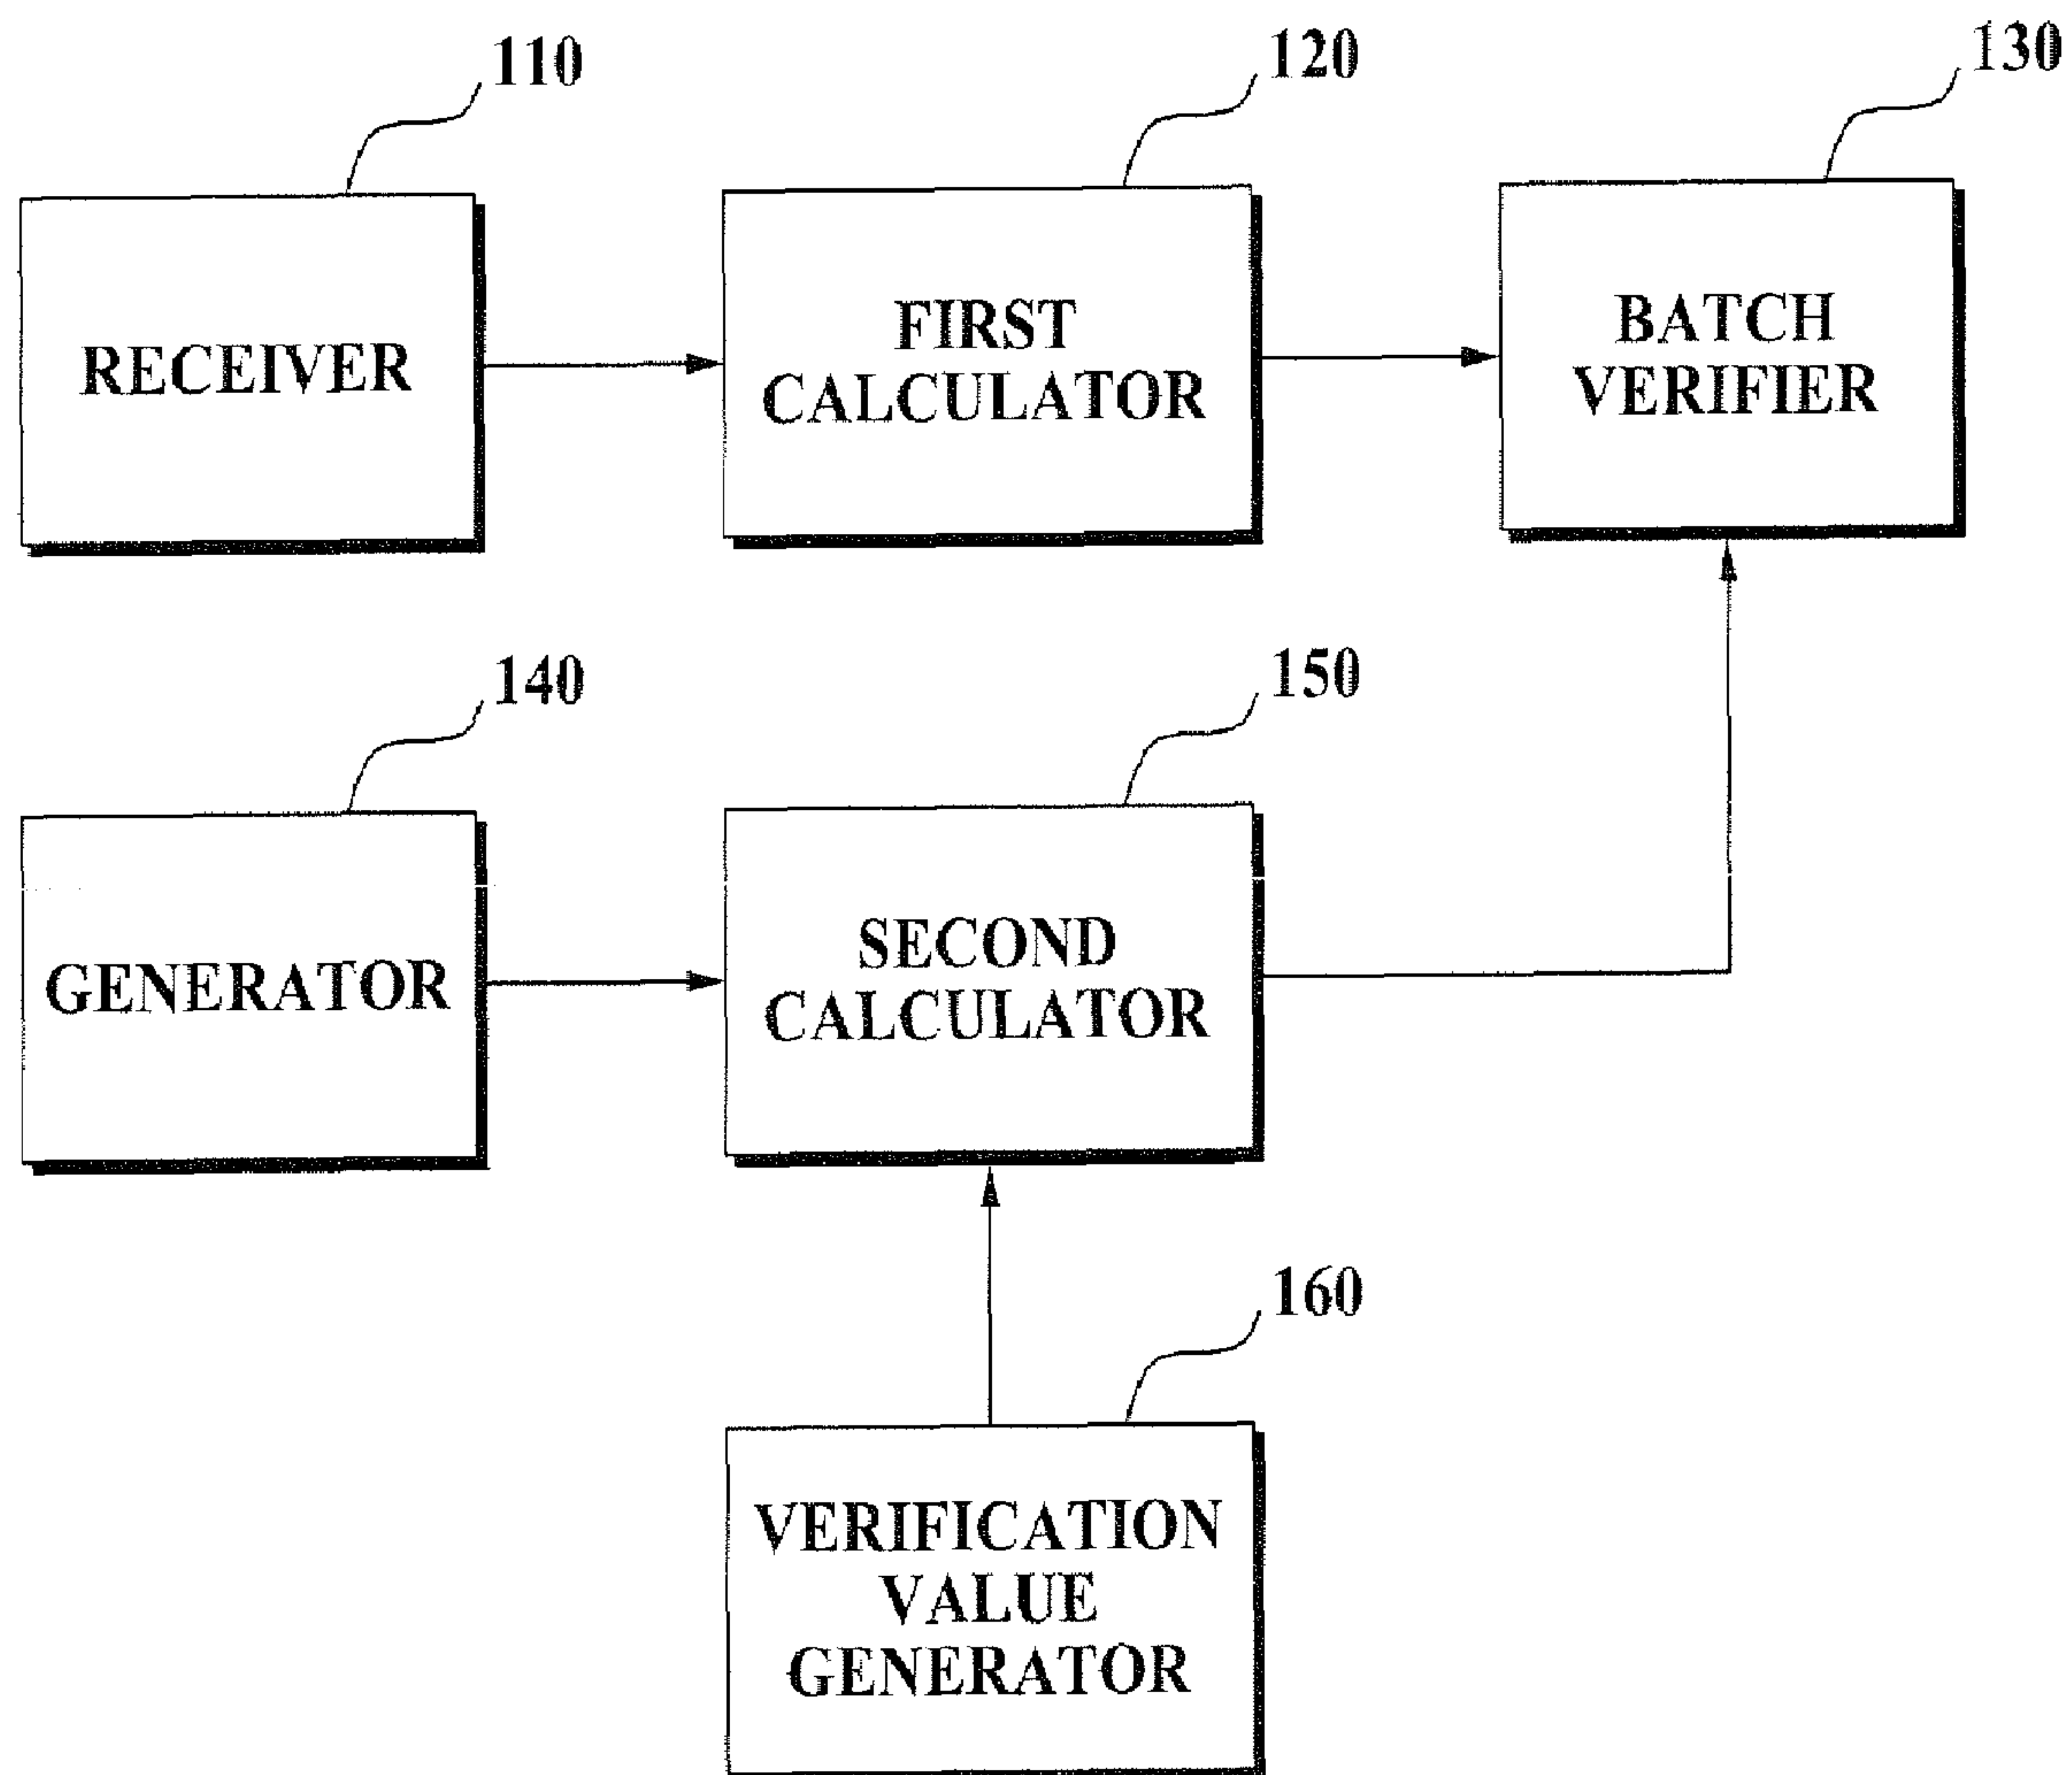 110
120
130
RECEIVER
FIRST
CALCULATOR
BATCH
VERIFIER
140
150
GENERATOR
SECOND
CALCULATOR
160
VERIFICATION
VALUE
GENERATOR